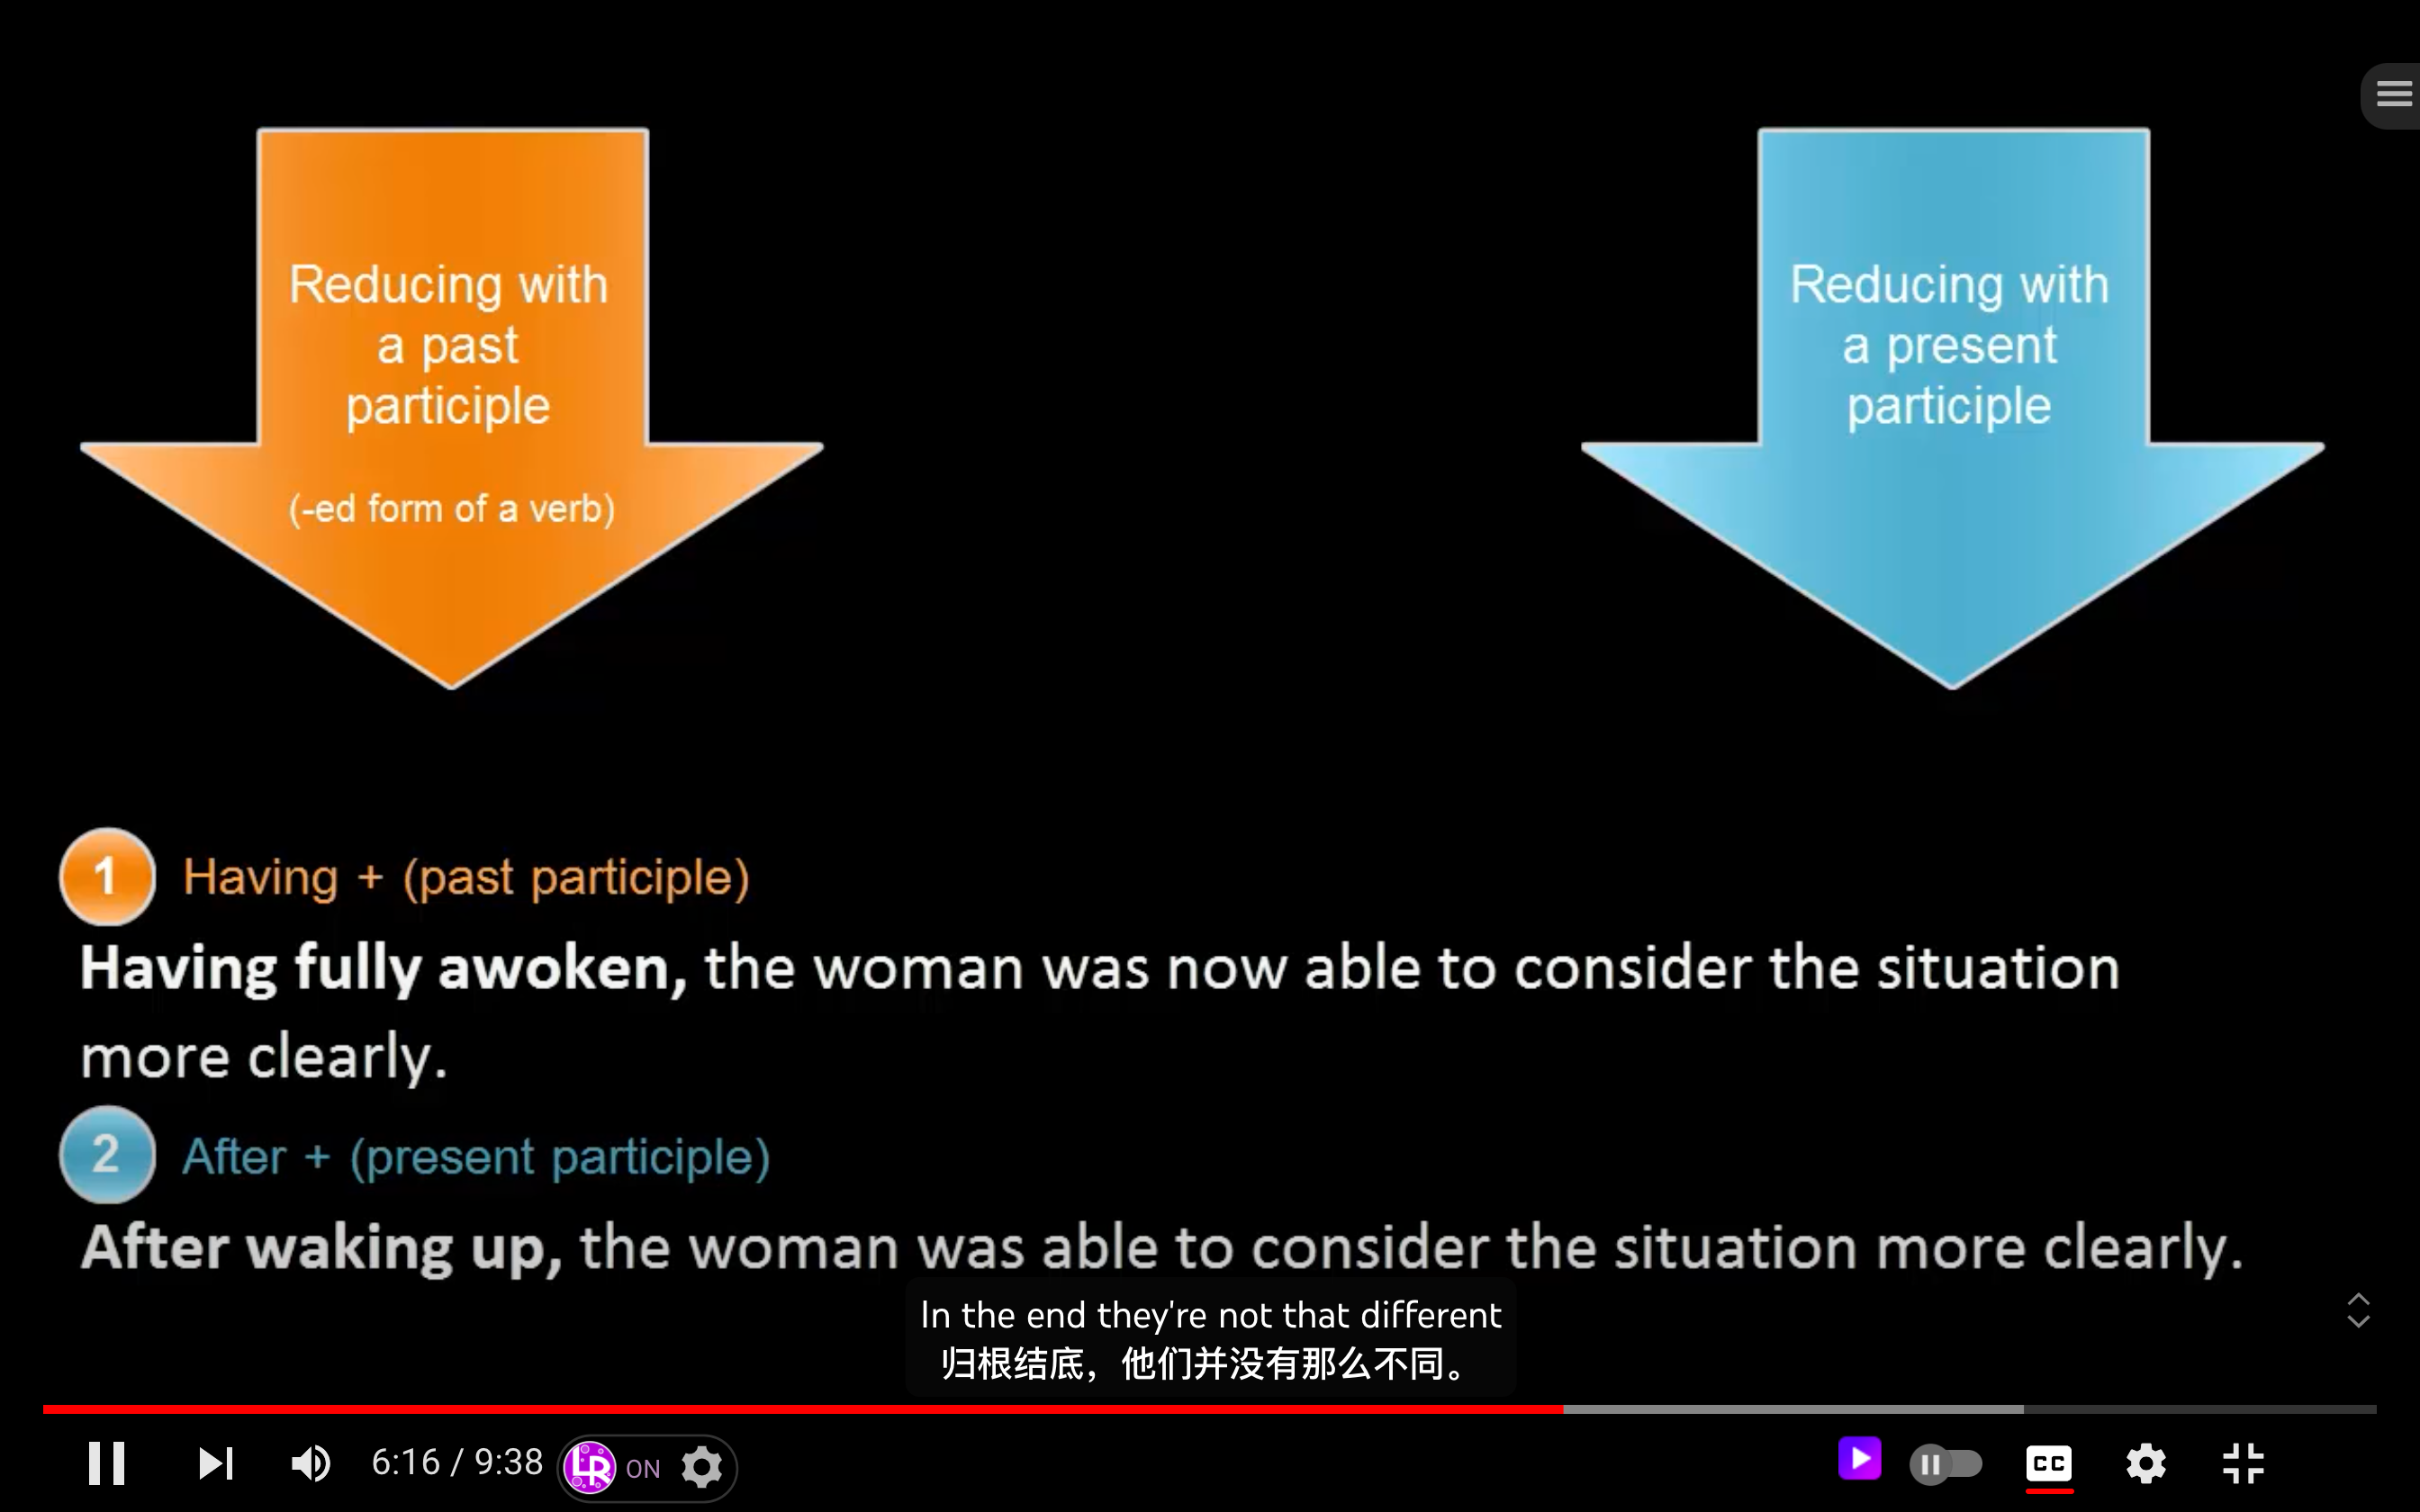 Reducing with
a past
participle
(-ed form of a verb)
Reducing with
a present
participle
1 Having + (past participle)
Having fully awoken, the woman was now able to consider the situation
more clearly.
2 After + (present participle)
After waking up, the woman was able to consider the situation more clearly.
In the end they're not that different
归根结底，他们并没有那么不同。
6:16 / 9:38 LR ON CC